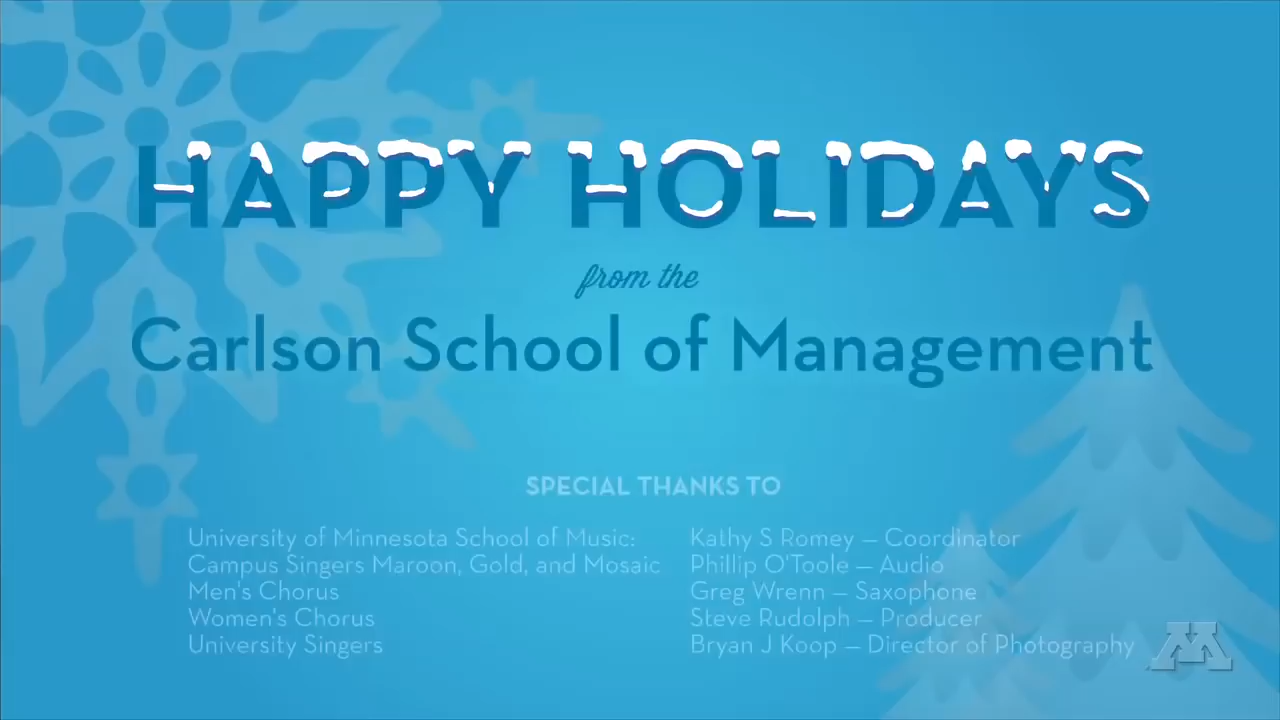 HAPPY HOLIDAYS
from the
Carlson School of Management
SPECIAL THANKS TO
University of Minnesota School of Music:
Campus Singers Maroon, Gold, and Mosaic
Men's Chorus
Women's Chorus
University Singers
Kathy S Romey — Coordinator
Phillip O'Toole — Audio
Greg Wrenn — Saxophone
Steve Rudolph — Producer
Bryan J Koop — Director of Photography
M